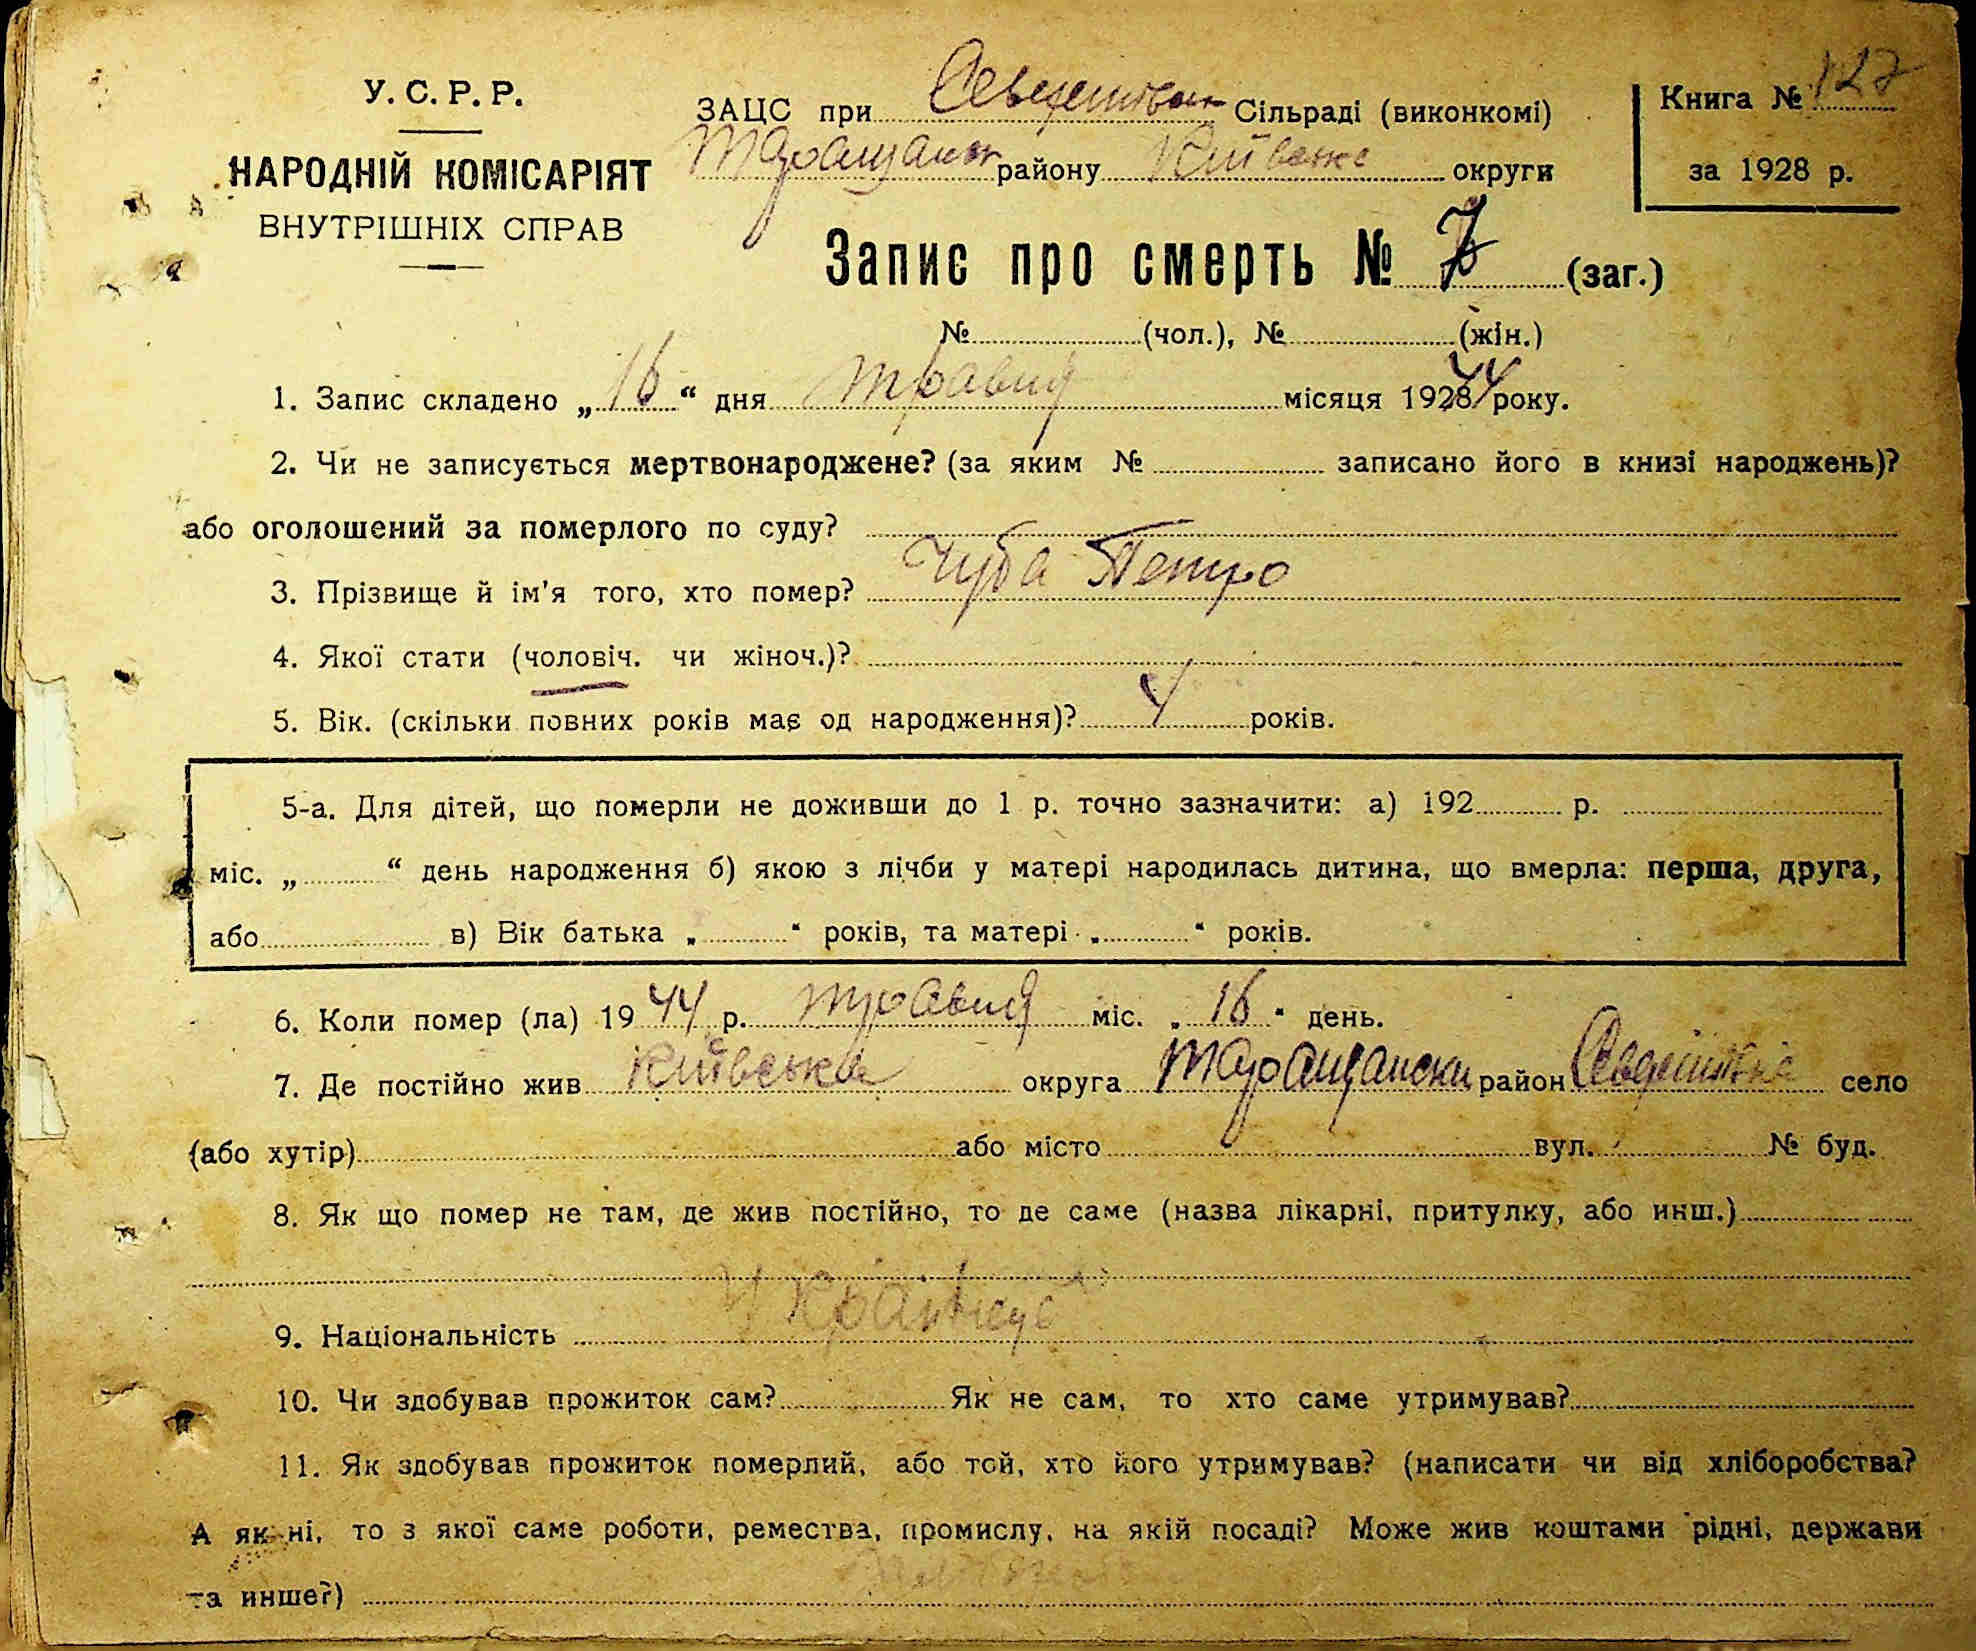 У.С.Р.Р.
НАРОДНІЙ КОМІСАРІЯТ
ВНУТРІШНІХ СПРАВ
ЗАЦС при Сільраді (виконкомі)
Таращанськ району Київське округи
Книга № 127
за 1928 р.
Запис про смерть № 7 (заг.)
№ (чол.), № (жін.)
1. Запис складено „16“ дня травня місяця 192844 року.
2. Чи не записується мертвонароджене? (за яким № записано його в книзі народжень)?
або оголошений за померлого по суду?
3. Прізвище й ім'я того, хто помер? Чуба Петро
4. Якої стати (чоловіч. чи жіноч.)?
5. Вік. (скільки повних років має од народження)? 4 років.
5-а. Для дітей, що померли не доживши до 1 р. точно зазначити: а) 192 р.
міс. „ “ день народження б) якою з лічби у матері народилась дитина, що вмерла: перша, друга,
або в) Вік батька „ “ років, та матері „ “ років.
6. Коли помер (ла) 1944 р. травня міс. „16“ день.
7. Де постійно жив Київська округа Таращански район село
(або хутір) або місто вул. № буд.
8. Як що помер не там, де жив постійно, то де саме (назва лікарні, притулку, або инш.)
9. Національність
10. Чи здобував прожиток сам? Як не сам, то хто саме утримував?
11. Як здобував прожиток померлий, або той, хто його утримував? (написати чи від хліборобства?
А як ні, то з якої саме роботи, ремества, промислу, на якій посаді? Може жив коштами рідні, держави
та инше?)